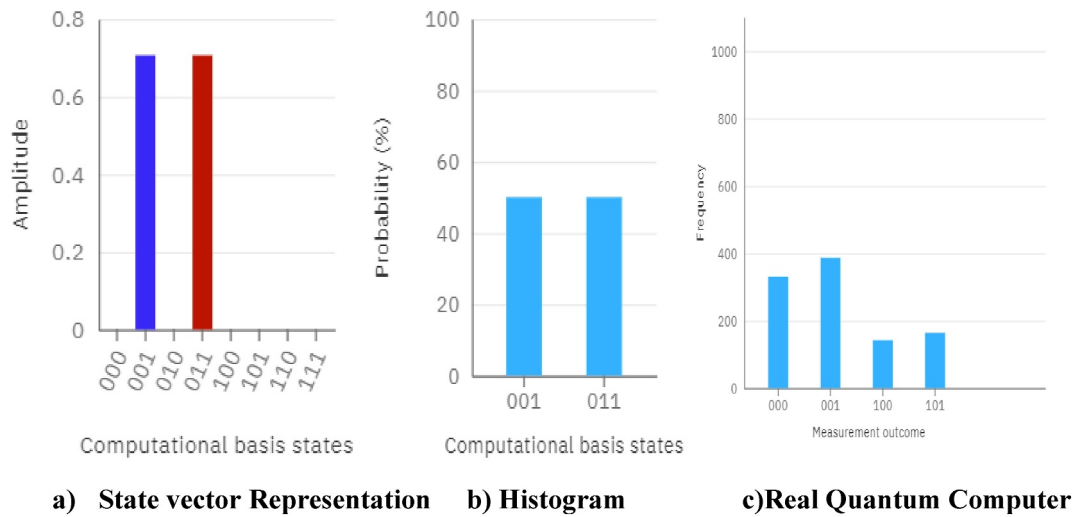 0.8
0.6
0.4
0.2
0
Amplitude
000 001 010 011 100 101 110 111
Computational basis states
a) State vector Representation
100
80
60
40
20
0
Probability (%)
001 011
Computational basis states
b) Histogram
1000
800
600
400
200
0
Frequency
000 001 100 101
Measurement outcome
c)Real Quantum Computer